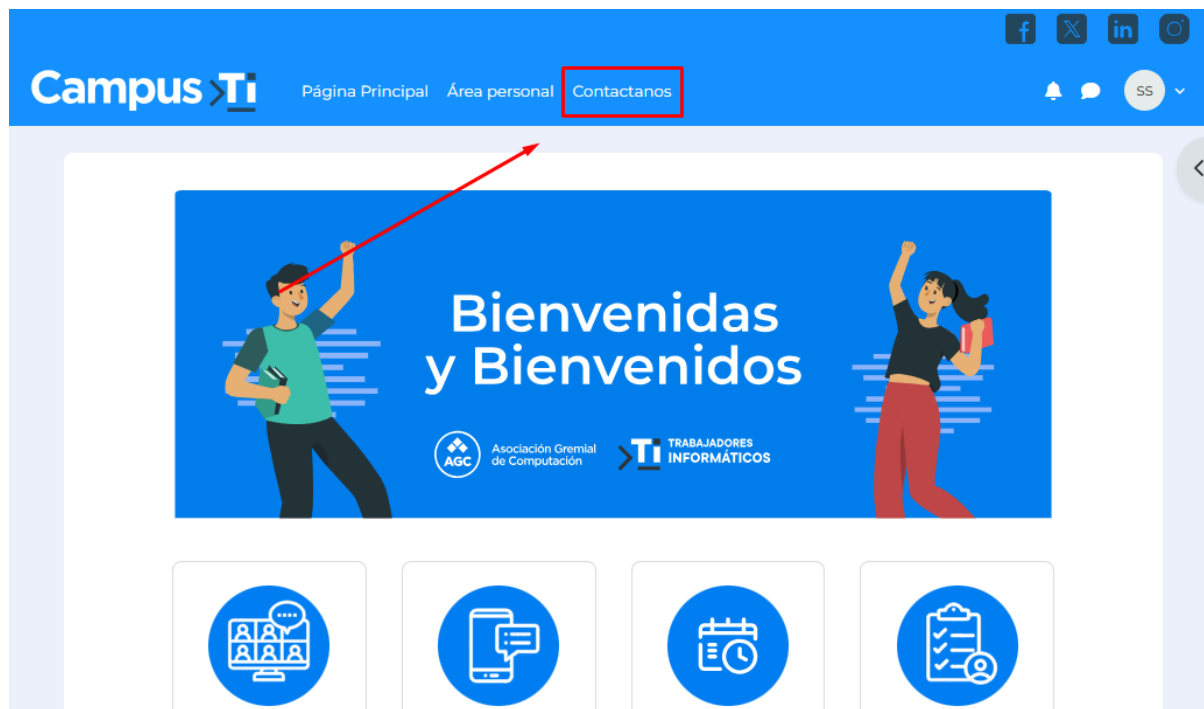 Campus >Ti
Página Principal Área personal Contactanos
SS
Bienvenidas
y Bienvenidos
AGC
Asociación Gremial
de Computación
>Ti
TRABAJADORES
INFORMÁTICOS